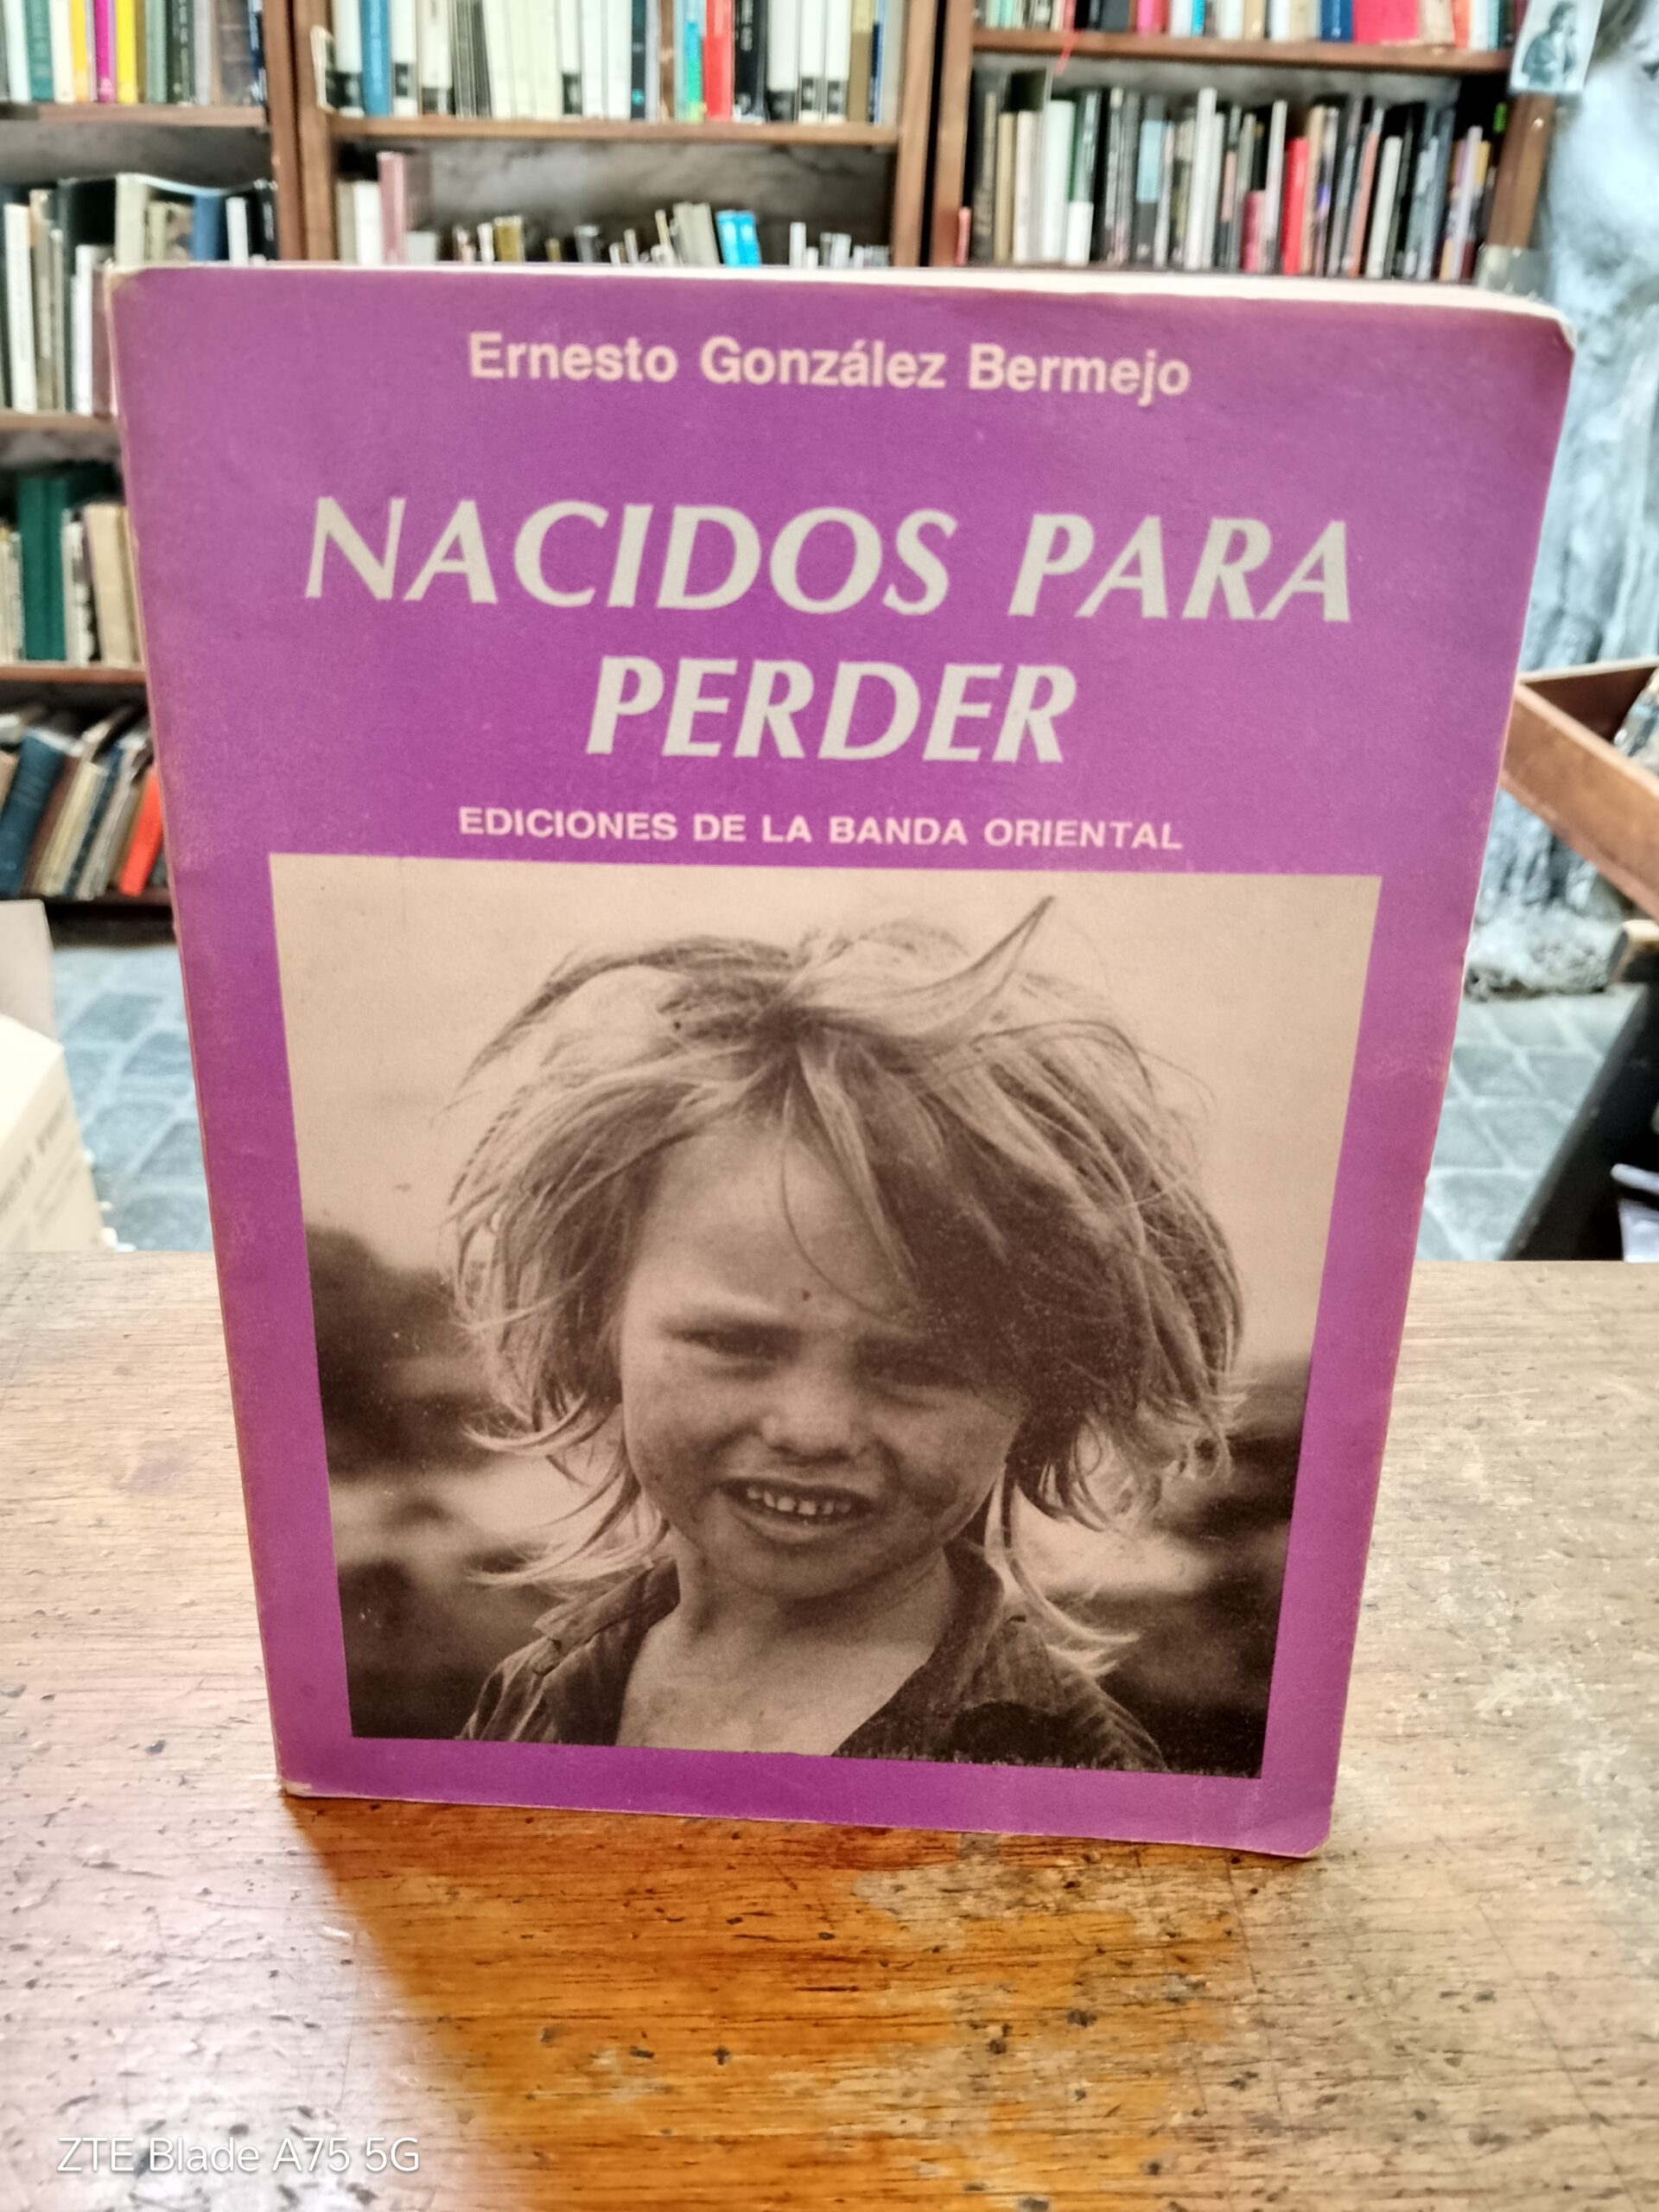 Ernesto González Bermejo
NACIDOS PARA
PERDER
EDICIONES DE LA BANDA ORIENTAL
ZTE Blade A75 5G